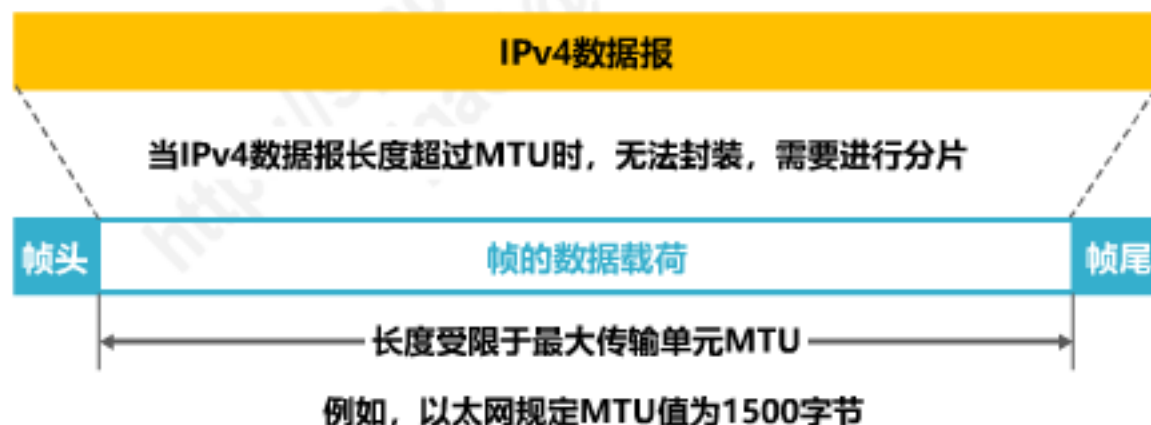 IPv4数据报
当IPv4数据报长度超过MTU时，无法封装，需要进行分片
帧头 帧的数据载荷 帧尾
长度受限于最大传输单元MTU
例如，以太网规定MTU值为1500字节